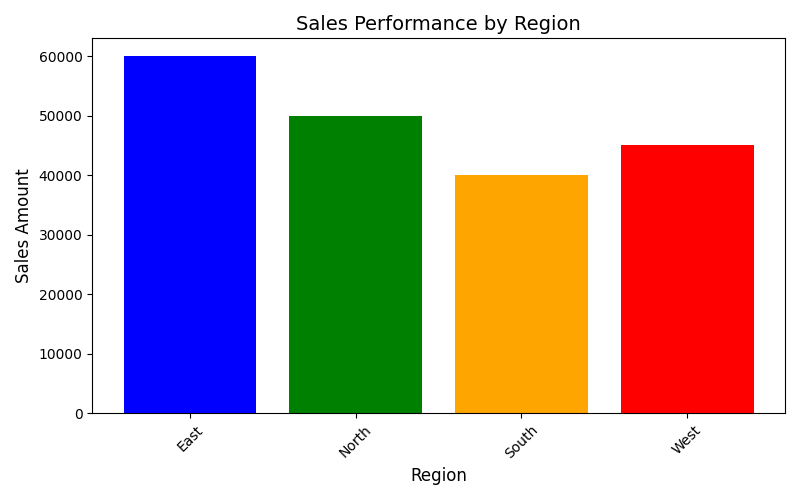 Sales Performance by Region
Sales Amount
60000
50000
40000
30000
20000
10000
0
East
North
South
West
Region